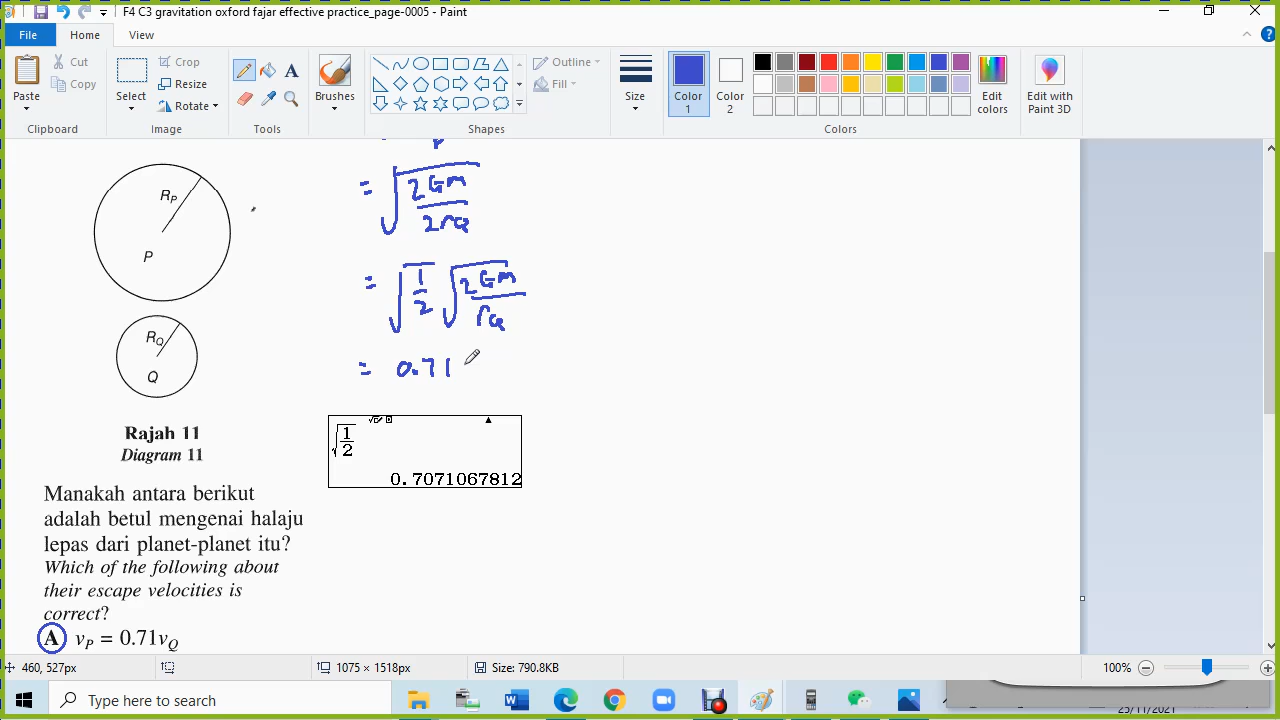 F4 C3 gravitation oxford fajar effective practice_page-0005 - Paint
File Home View
Paste
Cut
Copy
Clipboard
Select
Crop
Resize
Rotate
Image
A
Tools
Brushes
Outline
Fill
Shapes
Size
Color 1
Color 2
Edit colors
Colors
Edit with Paint 3D
R_P
P
R_Q
Q
Rajah 11
Diagram 11
Manakah antara berikut
adalah betul mengenai halaju
lepas dari planet-planet itu?
Which of the following about
their escape velocities is
correct?
A v_P = 0.71v_Q
P
= √(2GM/2r_Q)
= √(1/2) √(2GM/r_Q)
= 0.71
√(1/2)
0.7071067812
460, 527px
1075 × 1518px
Size: 790.8KB
100%
Type here to search
25/11/2021